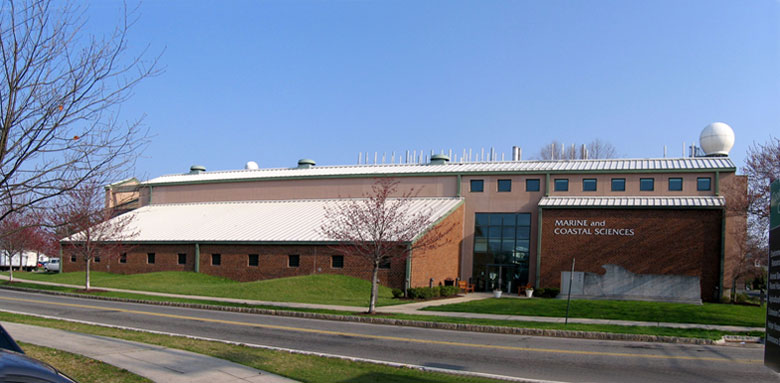 MARINE and
COASTAL SCIENCES